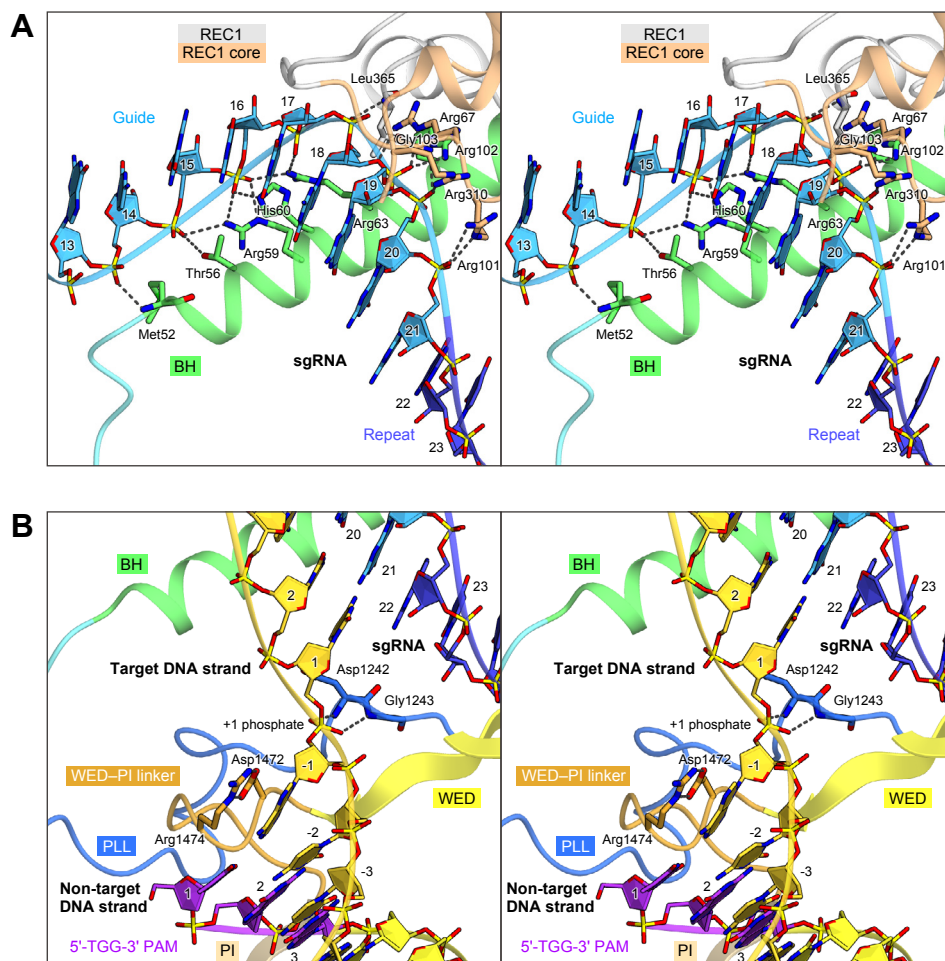 A
REC1
REC1 core
Leu365
Guide
16
17
Arg67
Gly103
15
18
Arg102
19
14
Arg310
His60
13
Arg63
Arg59
20
Arg101
Thr56
Met52
21
BH
sgRNA
22
Repeat
23
REC1
REC1 core
Leu365
Guide
16
17
Arg67
Gly103
15
18
Arg102
19
14
Arg310
His60
13
Arg63
Arg59
20
Arg101
Thr56
Met52
21
BH
sgRNA
22
Repeat
23
B
20
BH
21
2
23
22
sgRNA
Target DNA strand
1
Asp1242
Gly1243
+1 phosphate
Asp1472
-1
WED–PI linker
WED
Arg1474
-2
PLL
-3
Non-target
DNA strand
1
2
5'-TGG-3' PAM
PI
3
20
BH
21
2
23
22
sgRNA
Target DNA strand
1
Asp1242
Gly1243
+1 phosphate
Asp1472
-1
WED–PI linker
WED
Arg1474
-2
PLL
-3
Non-target
DNA strand
1
2
5'-TGG-3' PAM
PI
3